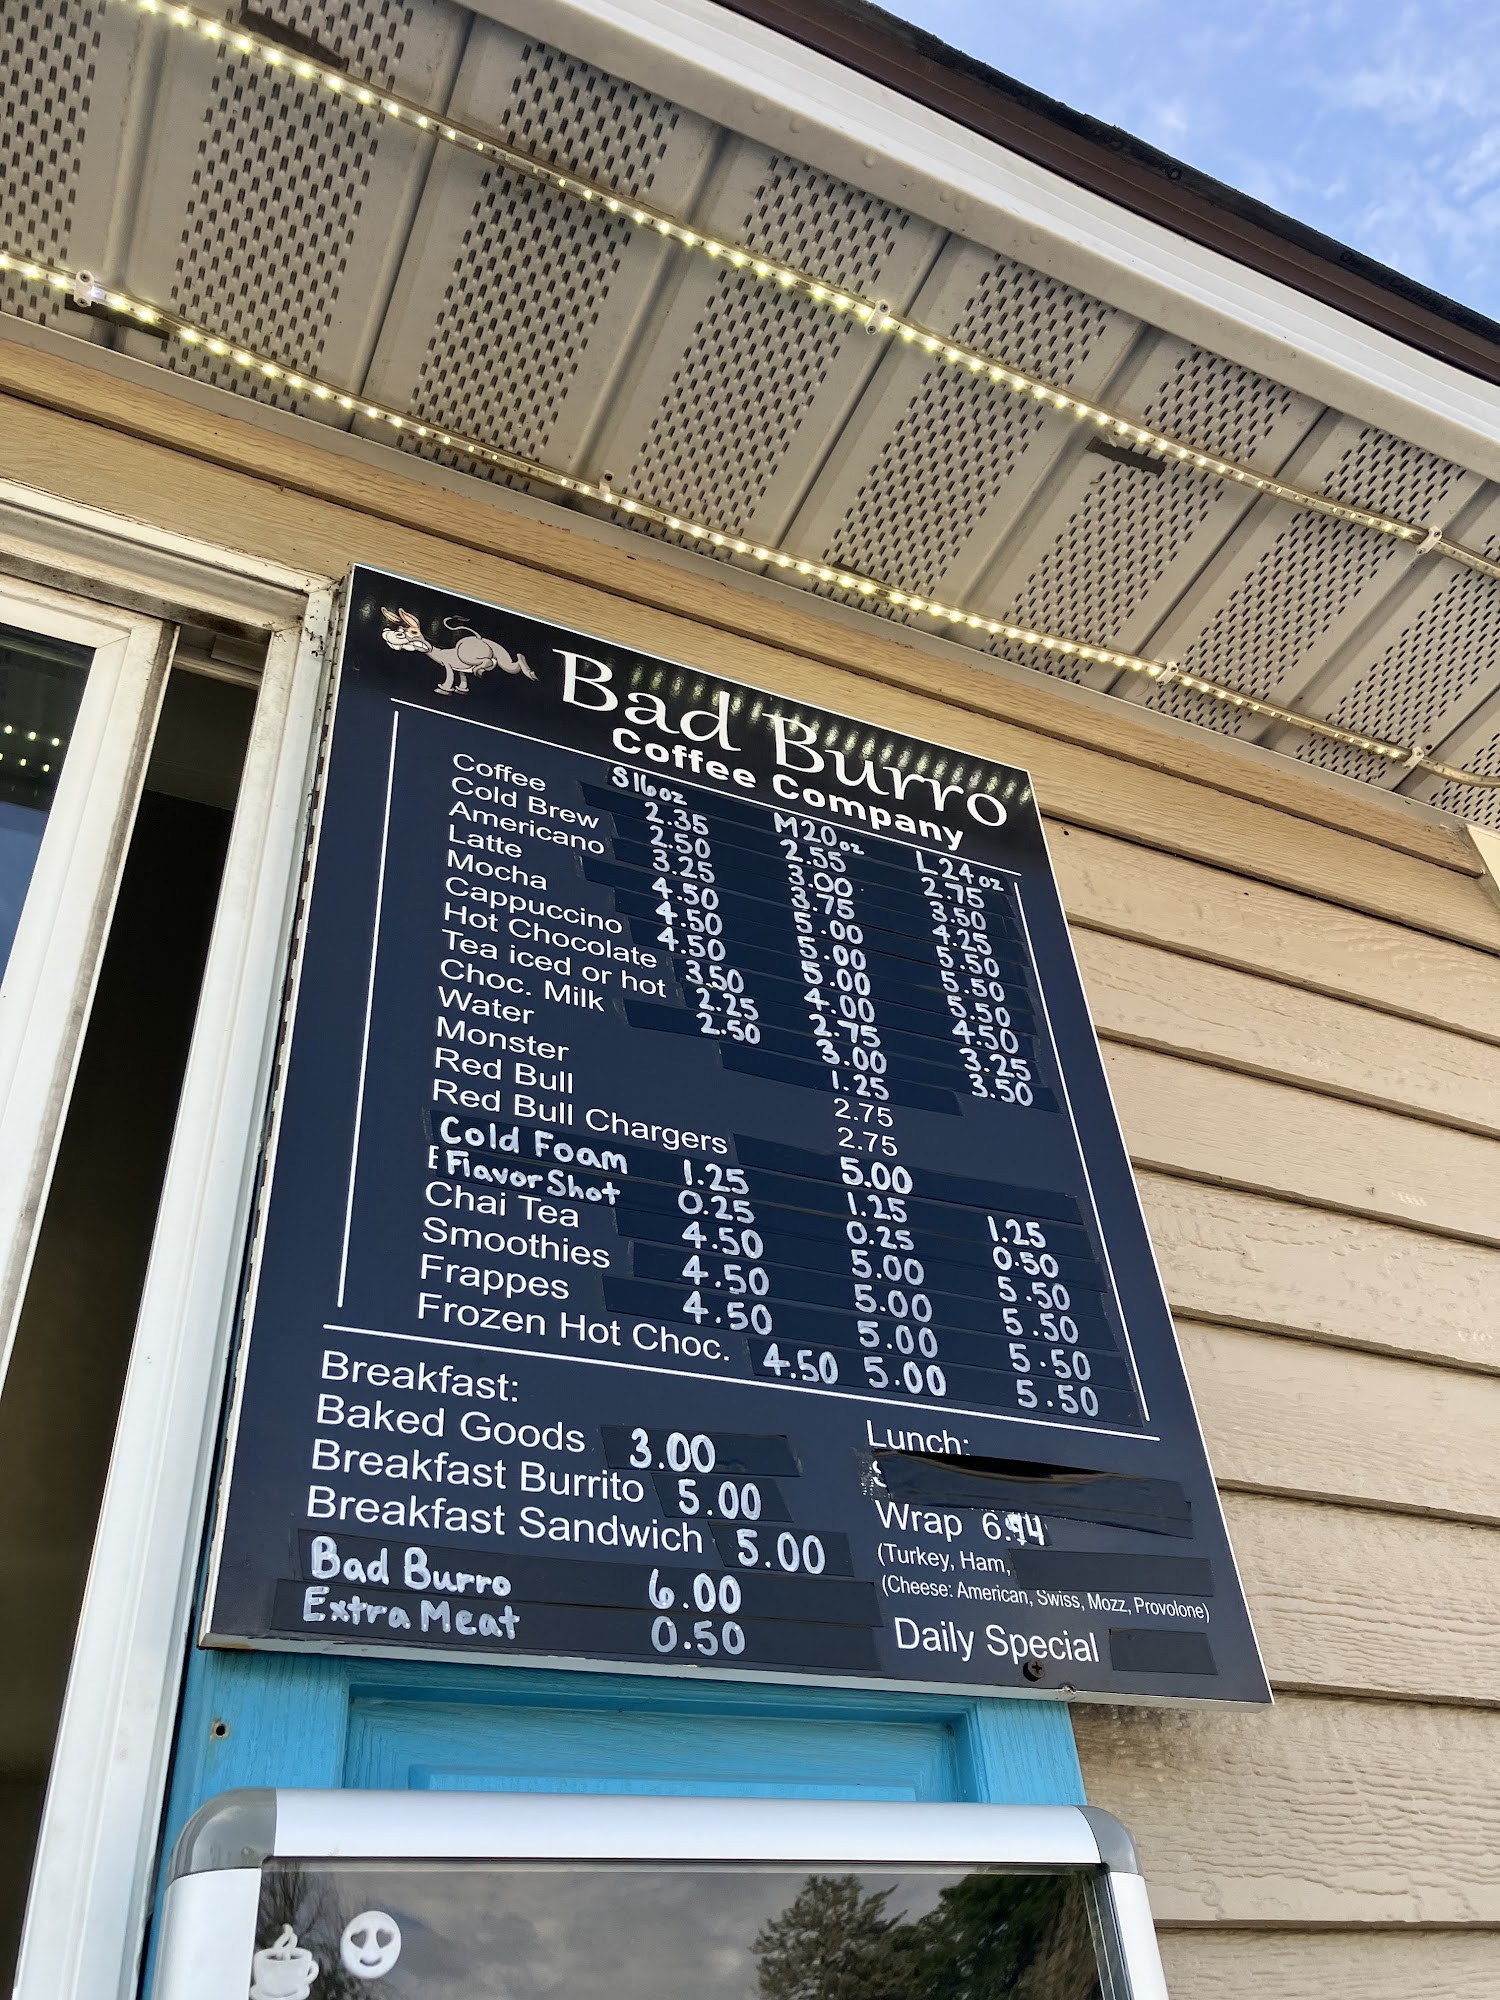 Bad Burro
Coffee Company
S16oz M20oz L24oz
Coffee 2.35 2.55 2.75
Cold Brew 2.50 3.00 3.50
Americano 3.25 3.75 4.25
Latte 4.50 5.00 5.50
Mocha 4.50 5.00 5.50
Cappuccino 4.50 5.00 5.50
Hot Chocolate 3.50 4.00 4.50
Tea iced or hot 2.25 2.75 3.25
Choc. Milk 2.50 3.00 3.50
Water 1.25
Monster 2.75
Red Bull 2.75
Red Bull Chargers 5.00
Cold Foam 1.25 1.25 1.25
Flavor Shot 0.25 0.25 0.50
Chai Tea 4.50 5.00 5.50
Smoothies 4.50 5.00 5.50
Frappes 4.50 5.00 5.50
Frozen Hot Choc. 4.50 5.00 5.50
Breakfast:
Baked Goods 3.00
Breakfast Burrito 5.00
Breakfast Sandwich 5.00
Bad Burro 6.00
Extra Meat 0.50
Lunch:
Wrap 6.94
(Turkey, Ham,
(Cheese: American, Swiss, Mozz, Provolone)
Daily Special